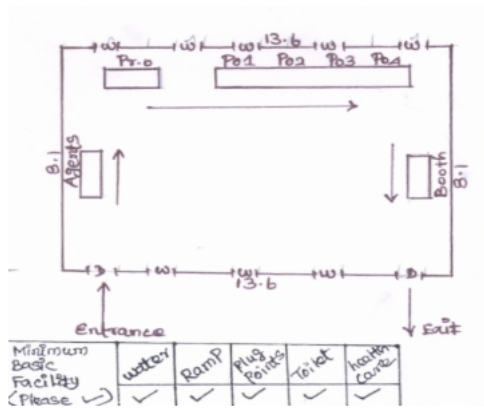 W W W 13.6 W W
Pr.o Po1 Po2 Po3 Po4
8.1 Agents Booth 8.1
D W W W D
13.6
Entrance Exit
Minimum
Basic
Facility
(Please ✓) water Ramp Plug Points Toilet health care
✓ ✓ ✓ ✓ ✓